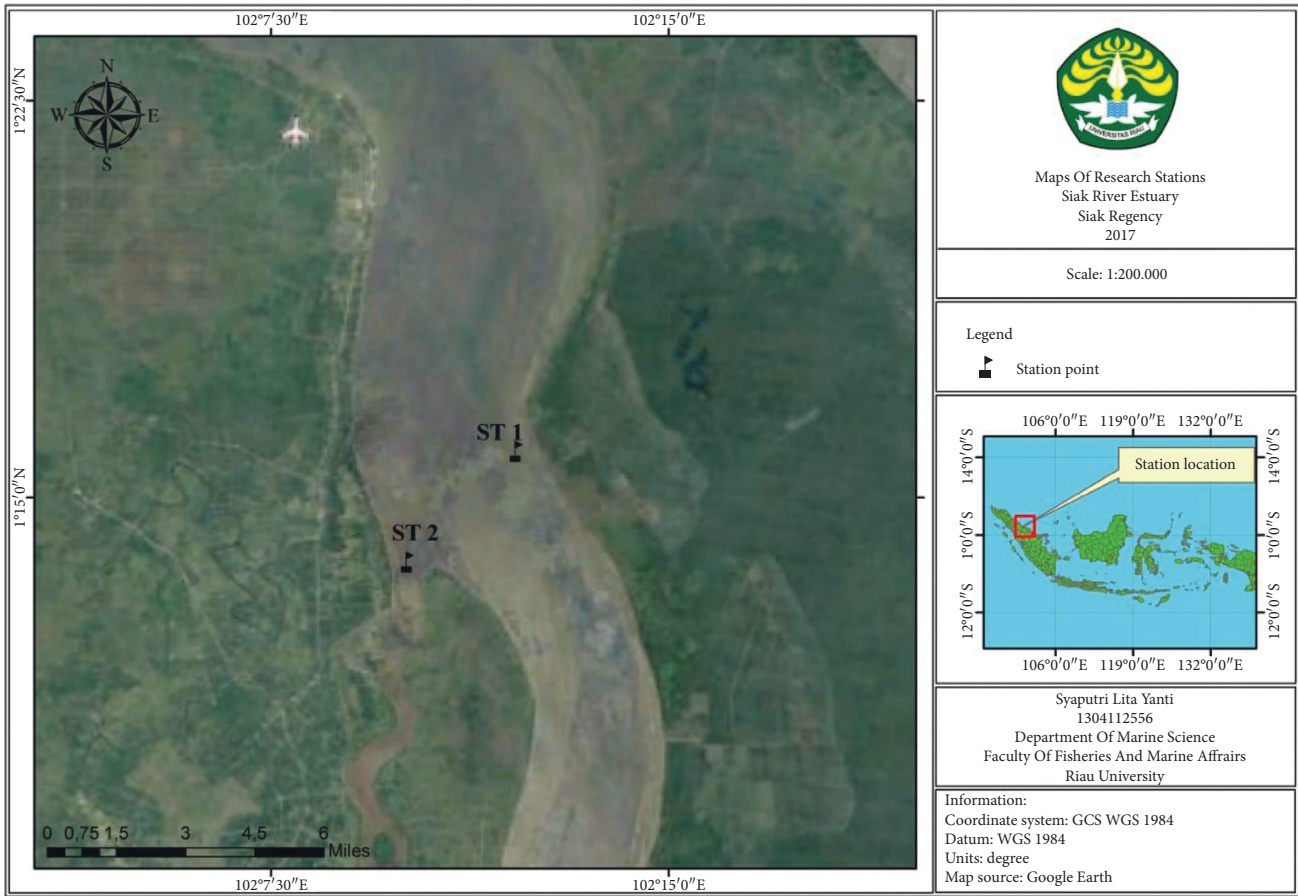 102°7′30″E
102°15′0″E
1°22′30″N
1°15′0″N
N
W
E
S
ST 1
ST 2
0 0,75 1,5 3 4,5 6
Miles
102°7′30″E
102°15′0″E
UNIVERSITAS RIAU
Maps Of Research Stations
Siak River Estuary
Siak Regency
2017
Scale: 1:200.000
Legend
Station point
106°0′0″E 119°0′0″E 132°0′0″E
14°0′0″S
1°0′0″S
12°0′0″S
Station location
14°0′0″S
1°0′0″S
12°0′0″S
106°0′0″E 119°0′0″E 132°0′0″E
Syaputri Lita Yanti
1304112556
Department Of Marine Science
Faculty Of Fisheries And Marine Affrairs
Riau University
Information:
Coordinate system: GCS WGS 1984
Datum: WGS 1984
Units: degree
Map source: Google Earth